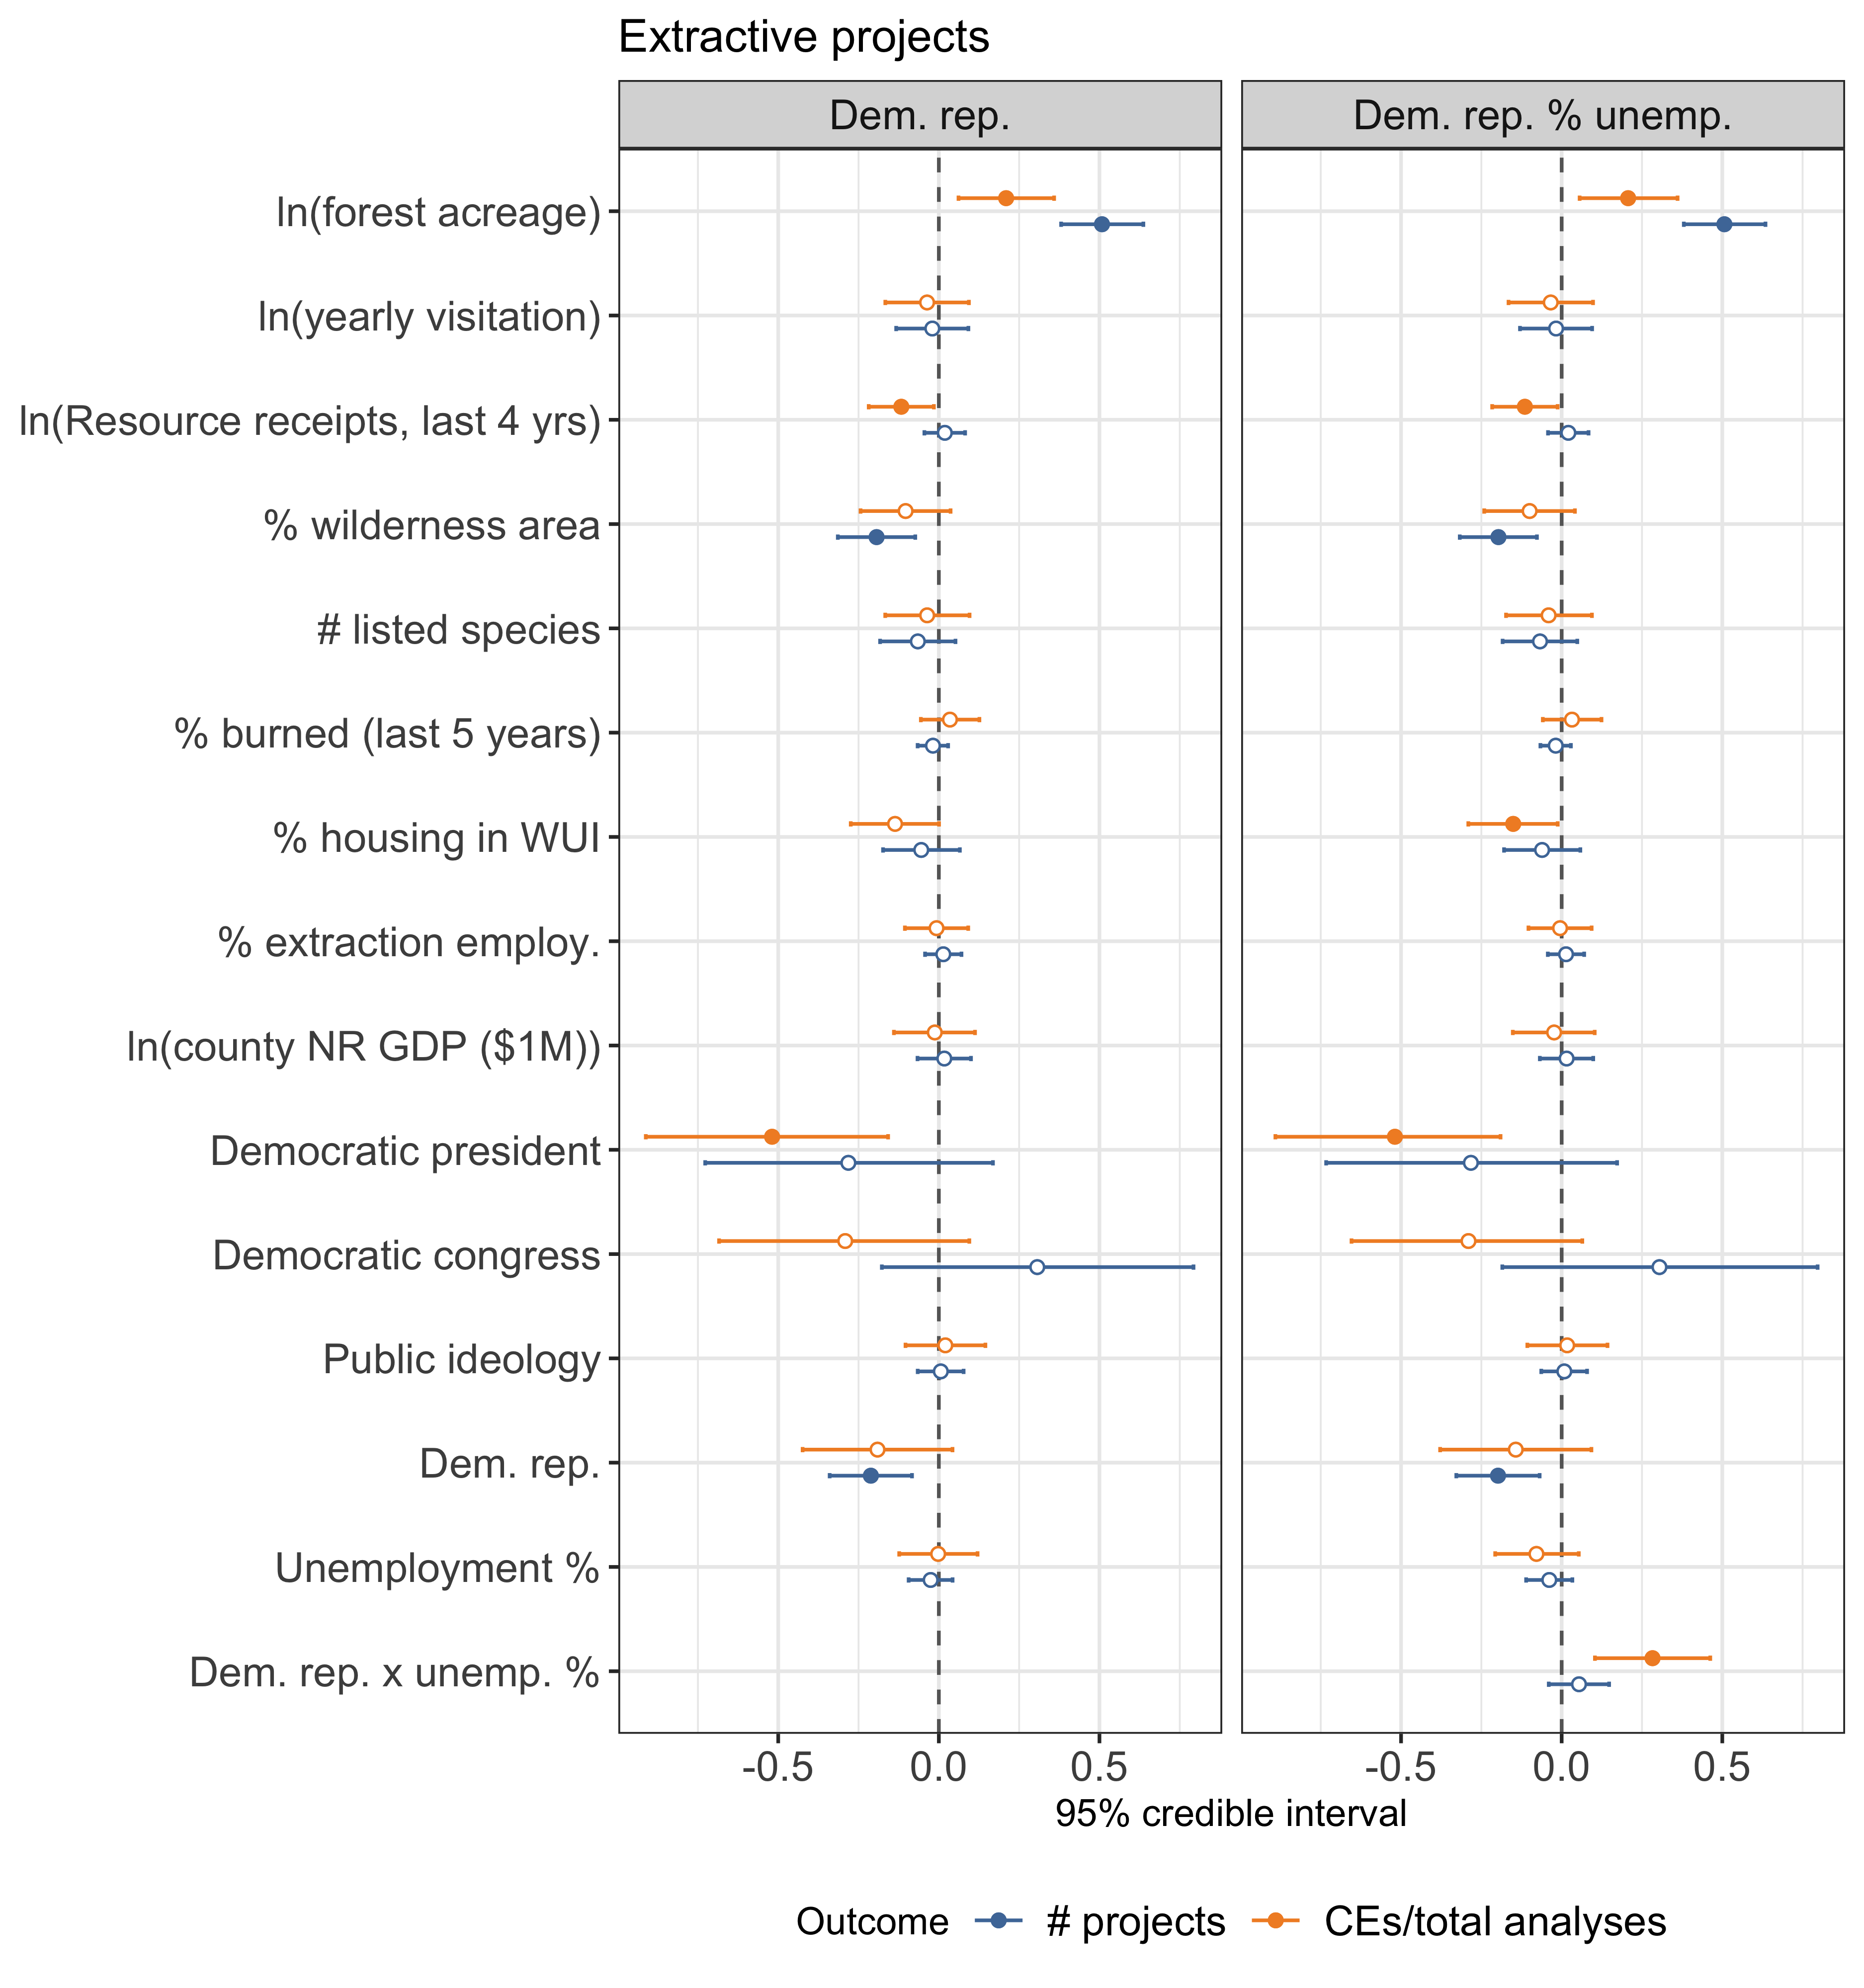 Extractive projects
Dem. rep.
Dem. rep. % unemp.
ln(forest acreage)
ln(yearly visitation)
ln(Resource receipts, last 4 yrs)
% wilderness area
# listed species
% burned (last 5 years)
% housing in WUI
% extraction employ.
ln(county NR GDP ($1M))
Democratic president
Democratic congress
Public ideology
Dem. rep.
Unemployment %
Dem. rep. x unemp. %
-0.5 0.0 0.5 -0.5 0.0 0.5
95% credible interval
Outcome # projects CEs/total analyses